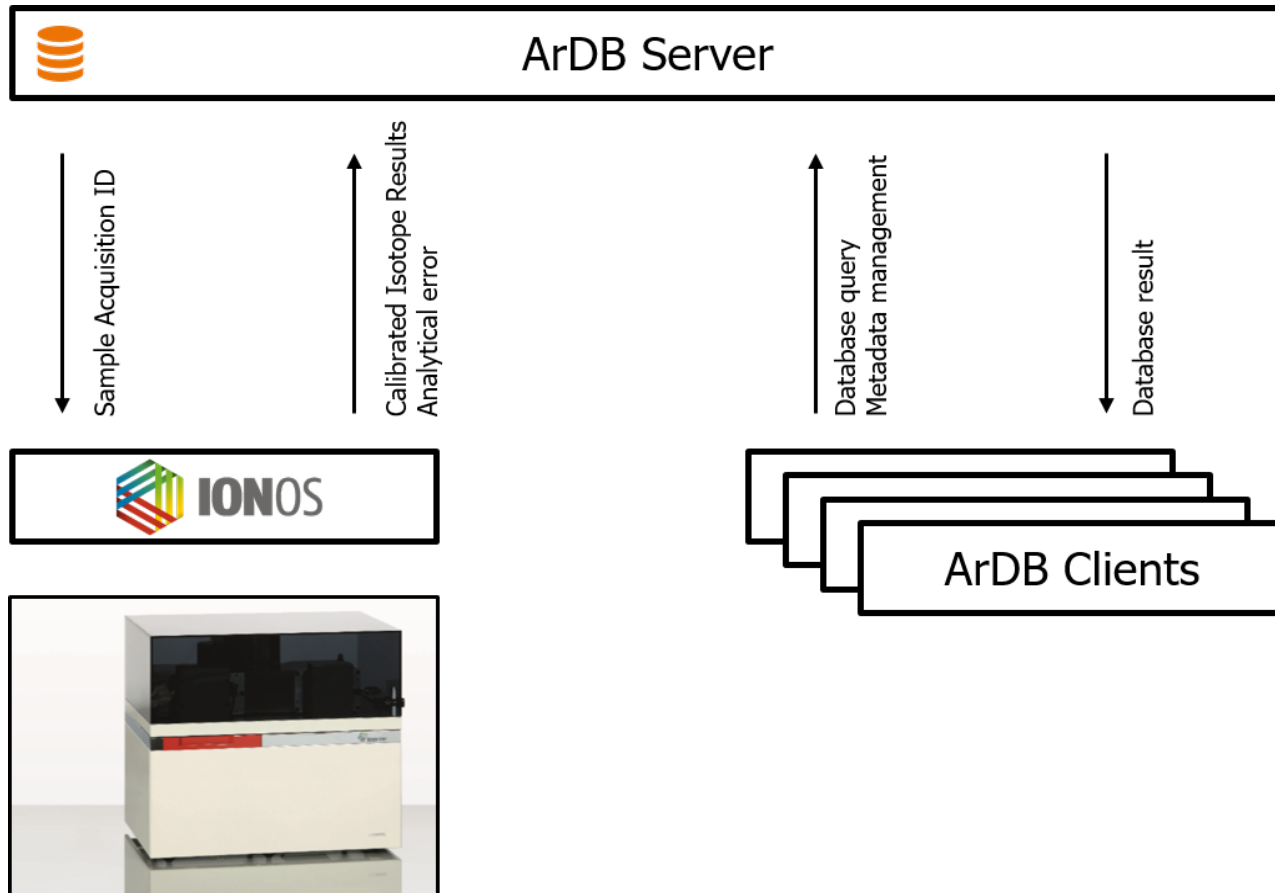 ArDB Server
Sample Acquisition ID
Calibrated Isotope Results
Analytical error
Database query
Metadata management
Database result
IONOS
ArDB Clients